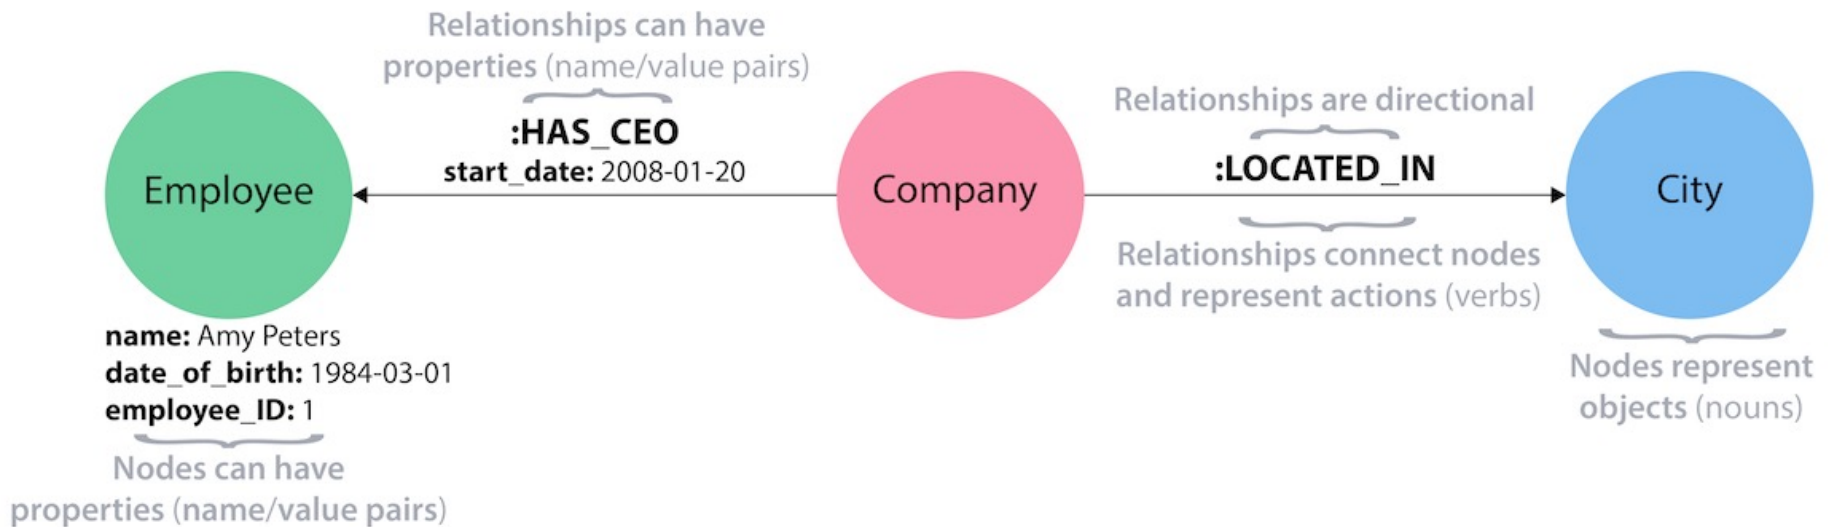 Relationships can have
properties (name/value pairs)
:HAS_CEO
start_date: 2008-01-20
Relationships are directional
:LOCATED_IN
Employee
Company
City
Relationships connect nodes
and represent actions (verbs)
name: Amy Peters
date_of_birth: 1984-03-01
employee_ID: 1
Nodes represent
objects (nouns)
Nodes can have
properties (name/value pairs)